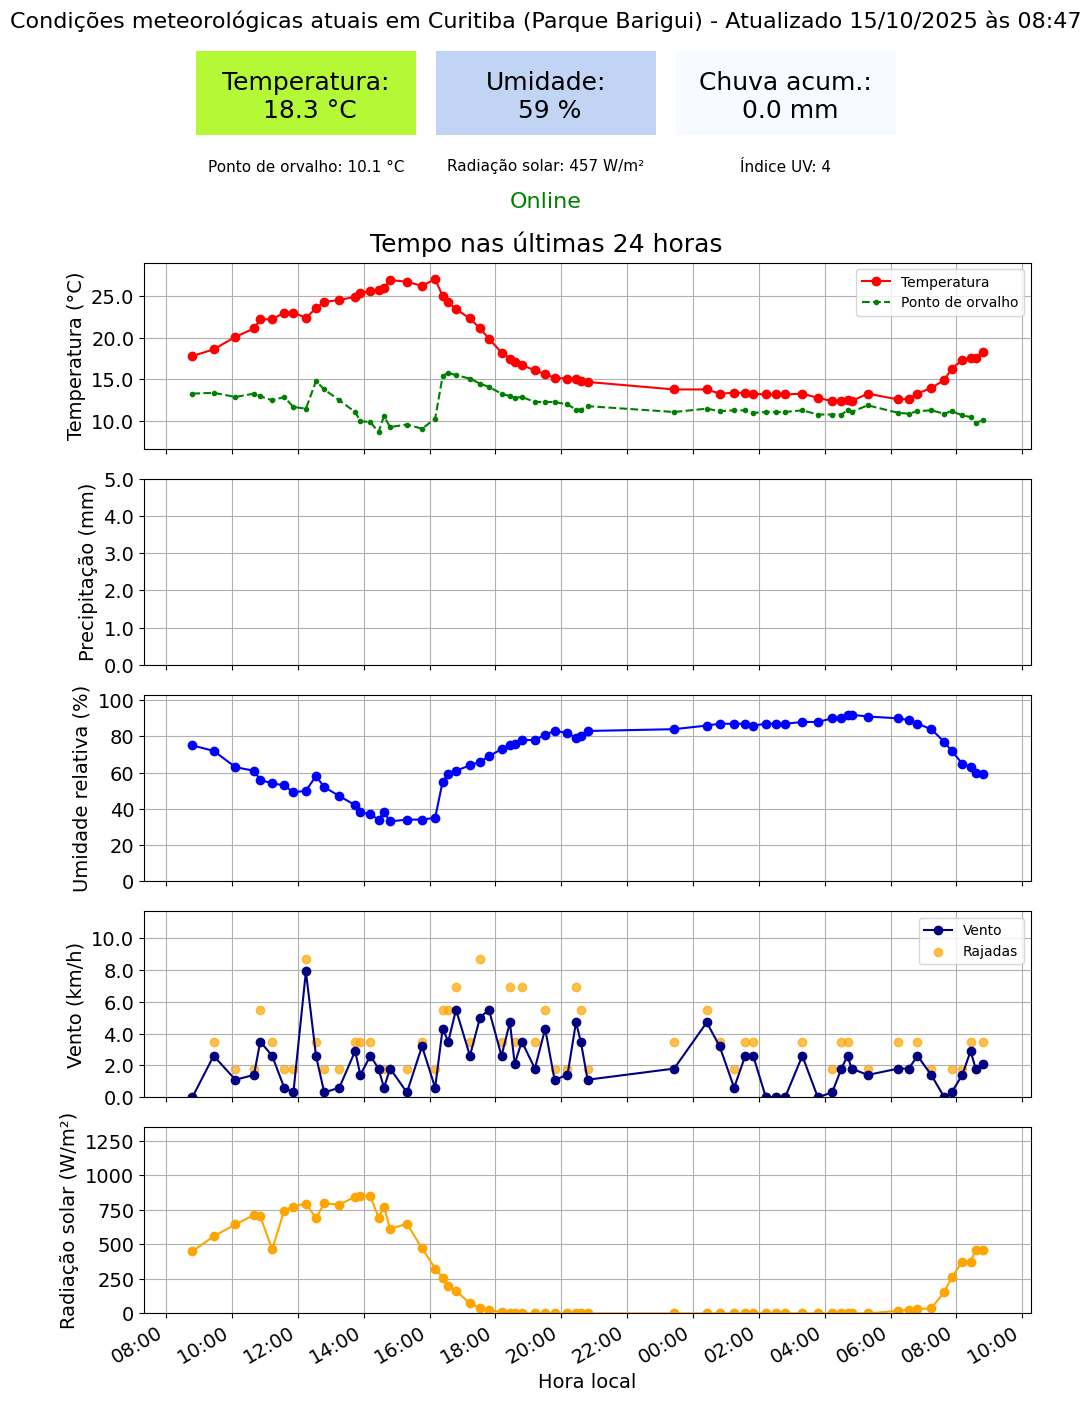 Condições meteorológicas atuais em Curitiba (Parque Barigui) - Atualizado 15/10/2025 às 08:47
Temperatura:
18.3 °C
Umidade:
59 %
Chuva acum.:
0.0 mm
Ponto de orvalho: 10.1 °C
Radiação solar: 457 W/m²
Índice UV: 4
Online
Tempo nas últimas 24 horas
Temperatura (°C)
25.0
20.0
15.0
10.0
Temperatura
Ponto de orvalho
Precipitação (mm)
5.0
4.0
3.0
2.0
1.0
0.0
Umidade relativa (%)
100
80
60
40
20
0
Vento (km/h)
10.0
8.0
6.0
4.0
2.0
0.0
Vento
Rajadas
Radiação solar (W/m²)
1250
1000
750
500
250
0
08:00
10:00
12:00
14:00
16:00
18:00
20:00
22:00
00:00
02:00
04:00
06:00
08:00
10:00
Hora local